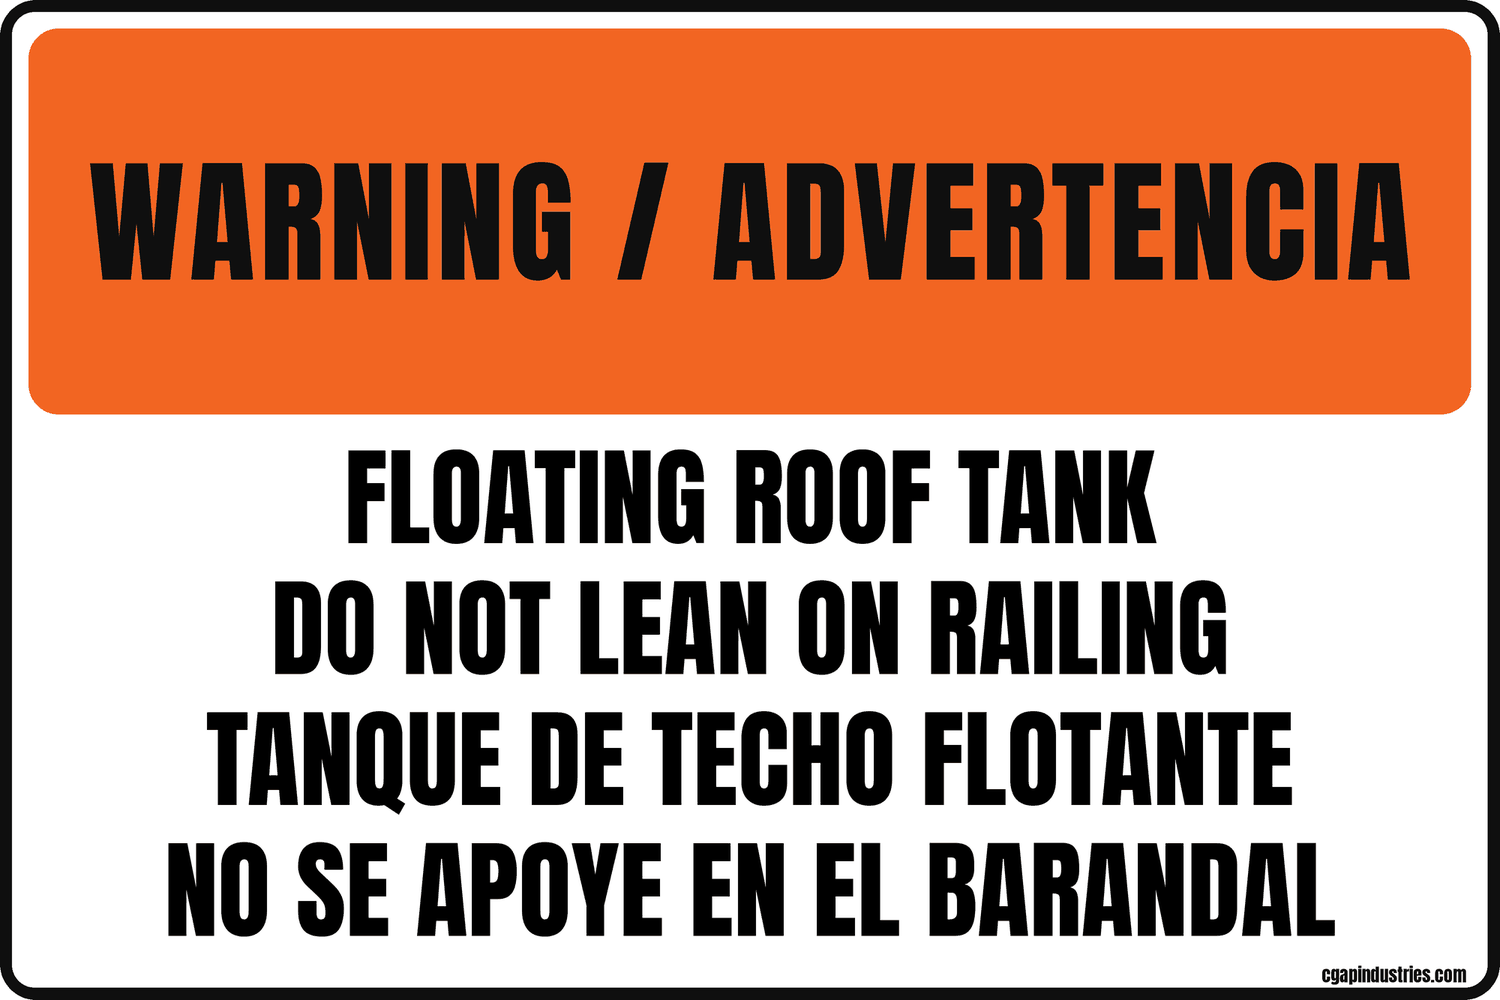 WARNING / ADVERTENCIA
FLOATING ROOF TANK
DO NOT LEAN ON RAILING
TANQUE DE TECHO FLOTANTE
NO SE APOYE EN EL BARANDAL
cgapindustries.com